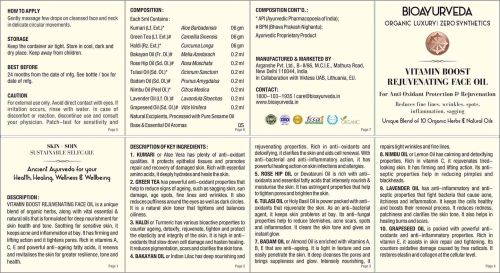 HOW TO APPLY
Gently massage few drops on cleansed face and neck
in delicate circular movements.
STORAGE
Keep the container air tight. Store in cool, dark and
dry place. Keep away from children.
BEST BEFORE
24 months from the date of mfg. See bottle / box for
date of mfg.
CAUTION
For external use only. Avoid direct contact with eyes. If
irritation occurs, rinse with water. In case of
discomfort or reaction, discontinue use and consult
your physician. Patch-test for sensitivity and
Page 6
COMPOSITION :
Each 5ml Contains :
Kumari (Lf. Ext.)* Aloe Barbadensis 06 gm
Green Tea (Lf. Ext.)# Camellia Sinensis 06 gm
Haldi (Rz. Ext.)* Curcuma Longa 06 gm
Bakayan Oil (Fr. Ol.)# Melia Azedarach 0.2 ml
Rose Hip Oil (Sd. Ol.)# Rosa Moschata 0.2 ml
Tulasi Oil (Sd. Ol.)* Ocimum Sanctum 0.2 ml
Badam Oil (Sd. Ol.)# Prunus Amygdalus 0.2 ml
Nimbu Oil (Peel Ol.)* Citrus Medica 0.2 ml
Lavender Oil (Lf. Ol.)# Lavandula Stoechas 0.2 ml
Grapeseed Oil (Sd. Ol.)# Vitis Vinifera 0.2 ml
Natural Excipients, Processed with Pure Sesame Oil
Base & Essential Oil Aromas QS
Page 5
COMPOSITION CONTD. :
* API (Ayurvedic Pharmacopoeia of India);
# BPN (Bhava Prakash Nighantu);
Ayurvedic Proprietary Product
MANUFACTURED & MARKETED BY
Arganshe Pvt. Ltd., B-8/86. M.C.I.E., Mathura Road,
New Delhi 110044, India
In Collaboration with Wektas UAB, Lithuania, EU.
CONTACT
1800-103-1935 I care@bioayurveda.in
www.bioayurveda.in
fssai
BIOAYURVEDA
ORGANIC LUXURY | ZERO SYNTHETICS
VITAMIN BOOST
REJUVENATING FACE OIL
For Anti-Oxidant Protection & Rejuvenation
Reduces fine lines, wrinkles, spots,
inflammation, sagging
Unique Blend of 10 Organic Herbs & Natural Oils
SKIN · SOIN
SUSTAINABLE SELFCARE
Ancient Ayurveda for your
Health, Healing, Wellness & Wellbeing
DESCRIPTION :
VITAMIN BOOST REJUVENATING FACE OIL is a unique
blend of organic herbs, along with vital essential &
natural oils that is formulated for deep nourishment for
skin health and tone. Soothing for sensitive skin, it
keeps acne and inflammation at bay. It has firming and
lifting action and it tightens pores. Rich in vitamins A,
C, E and powerful anti-ageing tatty acids, it renews
and revitalises the skin for greater resilience, tone and
health.
Page 1
DESCRIPTION OF KEY INGREDIENTS :
1. KUMARI or Aloe Vera has plenty of anti-oxidant
qualities. It protects epithelial tissues and promotes
repair and recovery of damaged skin. Rich with essential
amino acids, it deeply hydrates and heals the skin.
2. GREEN TEA has powerful anti-oxidant properties that
help to reduce signs of ageing, such as sagging skin, sun
damage, age spots, fine lines and wrinkles. It also
reduces puffiness around the eyes as well as dark circles.
It is a natural skin toner that tightens and balances
oiliness.
3. HALDI or Turmeric has various bioactive properties to
counter ageing, detoxify, rejuvenate, tighten and protect
the elasticity and integrity of the skin. It is high in anti-
oxidants that slow down cell damage and hasten healing.
It reduces pigmentation, scars and clarifies the skin tone.
4. BAKAYAN OIL or Indian Lilac has deep nourishing and
Page 2
rejuvenating properties. Rich in anti-oxidants and
detoxifying, it clarifies the skin and aids cell renewal. With
anti-bacterial and anti-inflammatory action, it has
powerful healing action on skin infections and allergies.
5. ROSE HIP OIL or Devakusum Oil is rich with anti-
oxidants and essential fatty acids that intensely nourish &
moisturise the skin. It has astringent properties that help
to tighten pores and brighten the skin.
6. TULASI OIL or Holy Basil Oil is power packed with anti-
oxidants that rejuvenate the skin. As an anti-bacterial
agent, it keeps skin problems at bay. Its anti-fungal
properties help to reduce blemishes, acne scars, spots
and inflammation. It clears the skin tone and gives an
instant glow.
7. BADAM OIL or Almond Oil is enriched with vitamins A,
B, E that are anti-ageing. It is light in texture and can
easily penetrate the skin. It deep cleanses the pores and
brings suppleness and glow. Intensely nourishing, it
Page 3
repairs light wrinkles and fine lines.
8. NIMBU OIL or Lemon Oil has calming and detoxifying
properties. Rich in vitamin C, it revitalises tired-
looking skin. It has firming and lifting action. Its anti-
septic properties help in reducing pimples and
blackheads.
9. LAVENDER OIL has anti-inflammatory and anti-
septic properties that fight bacteria that cause acne,
itchiness and inflammation. It keeps the cells healthy
and boosts their renewal process. It reduces redness,
patchiness and clarifies the skin tone. It also helps in
healing burns and scars.
10. GRAPESEED OIL is packed with powerful anti-
oxidants and anti-inflammatory properties. Rich in
vitamin E, it assists in skin repair and tightening. It
counters oxidative damage caused by free radicals. It
restores elastin and collagen at the cellular level.
Page 4